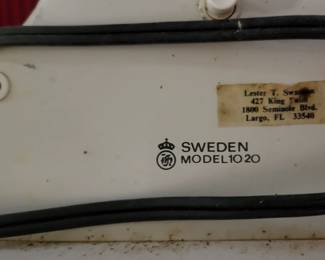 Lester T.
427 King
1800 Seminole Blvd.
Largo, FL 33540
SWEDEN
MODEL 1020